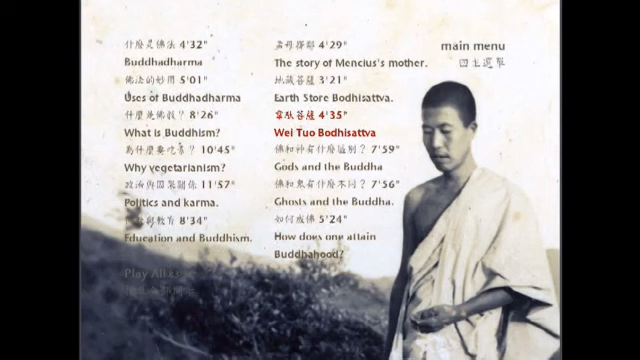 什麼是佛法 4'32"
Buddhadharma
佛法的妙用 5'01"
Uses of Buddhadharma
什麼是佛教？ 8'26"
What is Buddhism?
為什麼要吃素？ 10'45"
Why vegetarianism?
政治與因果關係 11'57"
Politics and karma.
佛教與教育 8'34"
Education and Buddhism.
Play All
孟母擇鄰 4'29"
The story of Mencius's mother.
地藏菩薩 3'21"
Earth Store Bodhisattva.
韋馱菩薩 4'35"
Wei Tuo Bodhisattva
佛和神有什麼區別？ 7'59"
Gods and the Buddha
佛和鬼有什麼不同？ 7'56"
Ghosts and the Buddha.
如何成佛 5'24"
How does one attain
Buddhahood?
main menu
回主選單